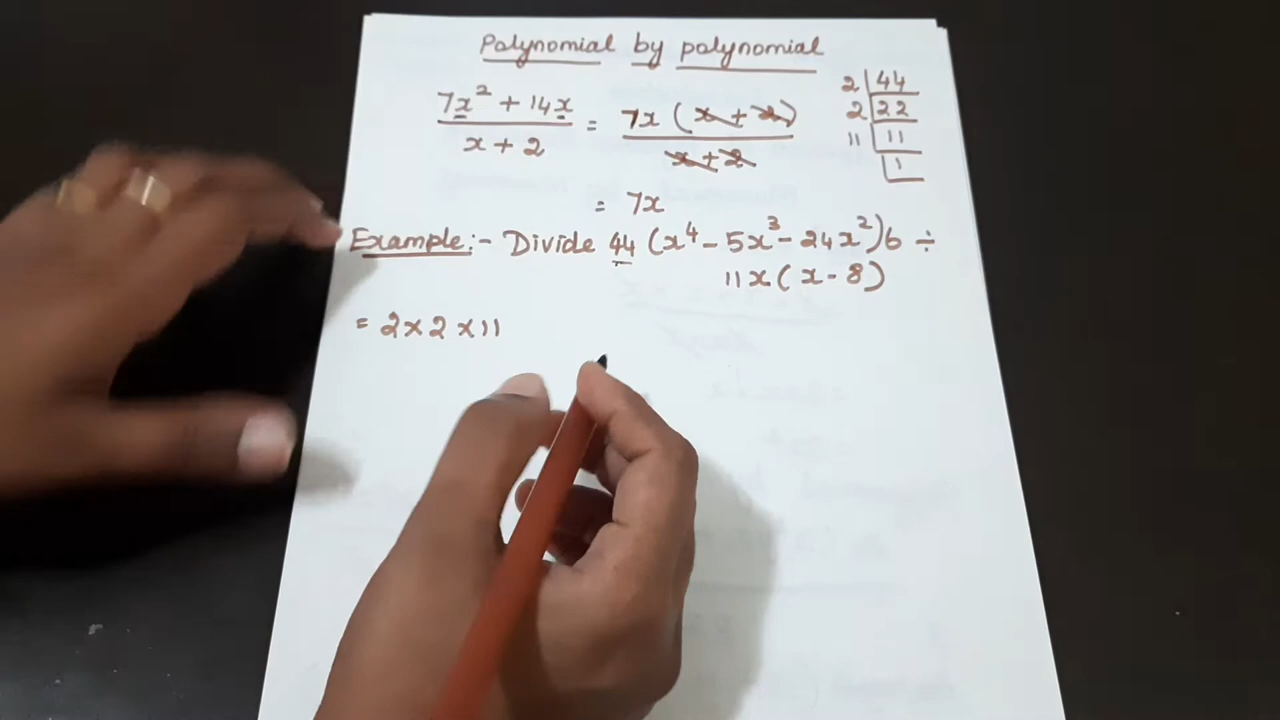 Polynomial by polynomial
7x² + 14x / x + 2 = 7x (x + 2) / x + 2
2 | 44
2 | 22
11 | 11
1
= 7x
Example:- Divide 44 (x⁴ - 5x³ - 24x²)6 ÷
11x (x - 8)
= 2 × 2 × 11